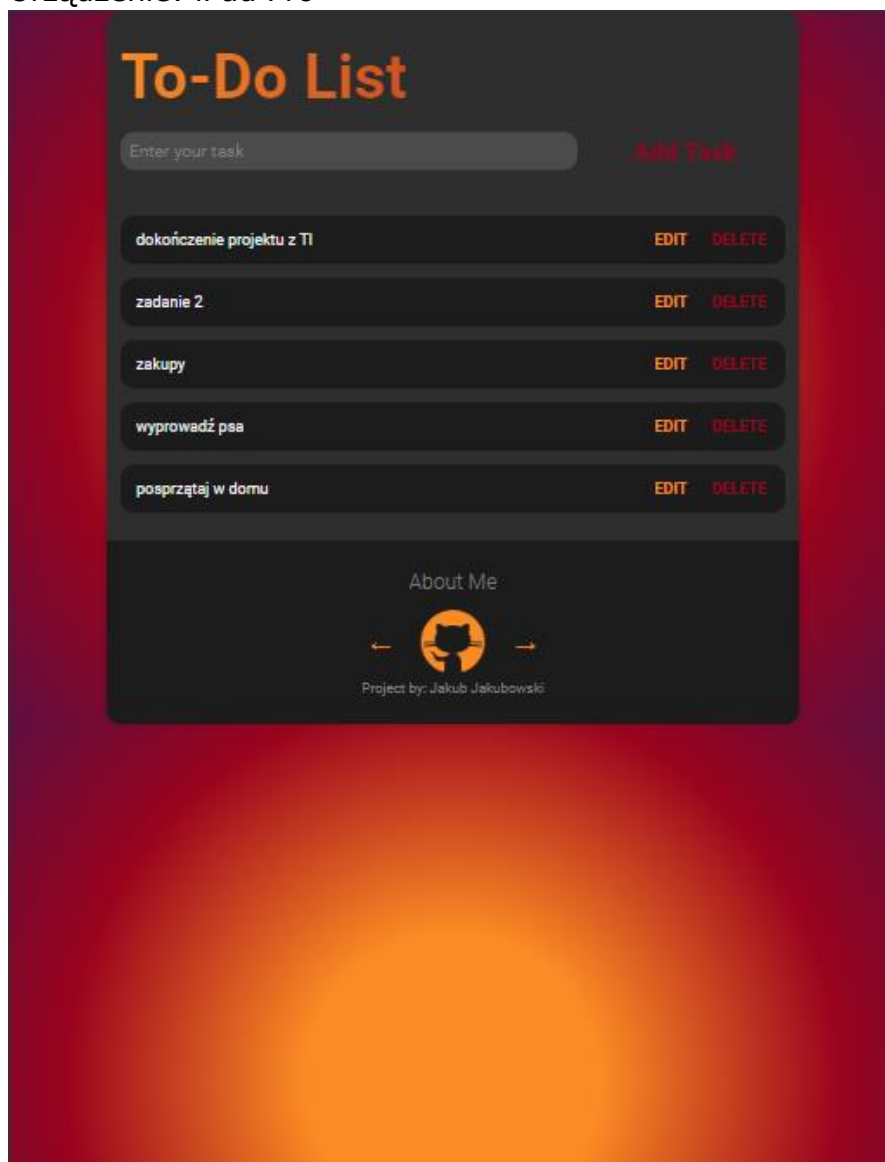 To-Do List
Enter your task
Add Task
dokończenie projektu z TI
EDIT DELETE
zadanie 2
EDIT DELETE
zakupy
EDIT DELETE
wyprowadź psa
EDIT DELETE
posprzątaj w domu
EDIT DELETE
About Me
← →
Project by: Jakub Jakubowski